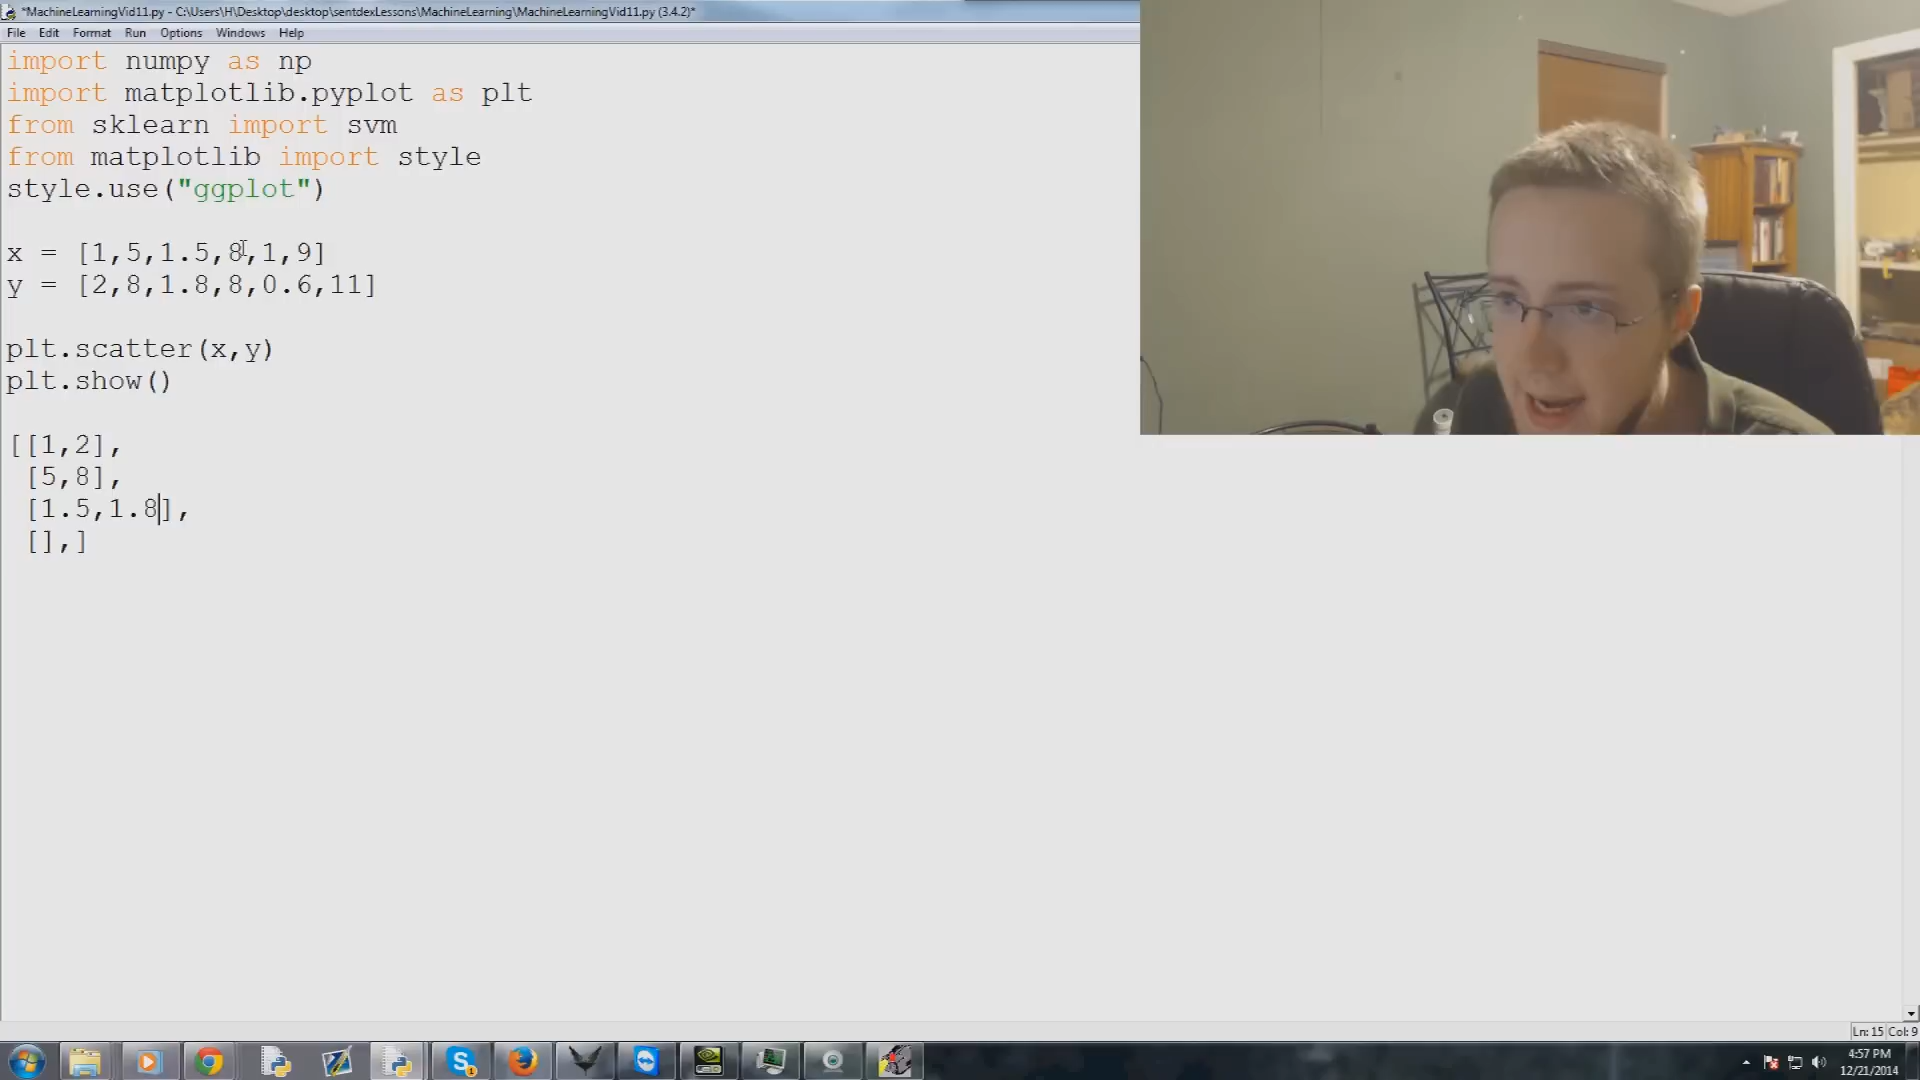 *MachineLearningVid11.py - C:\Users\H\Desktop\desktop\sentdexLessons\MachineLearning\MachineLearningVid11.py (3.4.2)*
File Edit Format Run Options Windows Help
import numpy as np
import matplotlib.pyplot as plt
from sklearn import svm
from matplotlib import style
style.use("ggplot")
x = [1,5,1.5,8,1,9]
y = [2,8,1.8,8,0.6,11]
plt.scatter(x,y)
plt.show()
[[1,2],
[5,8],
[1.5,1.8],
[],]
Ln: 15 Col: 9
4:57 PM
12/21/2014